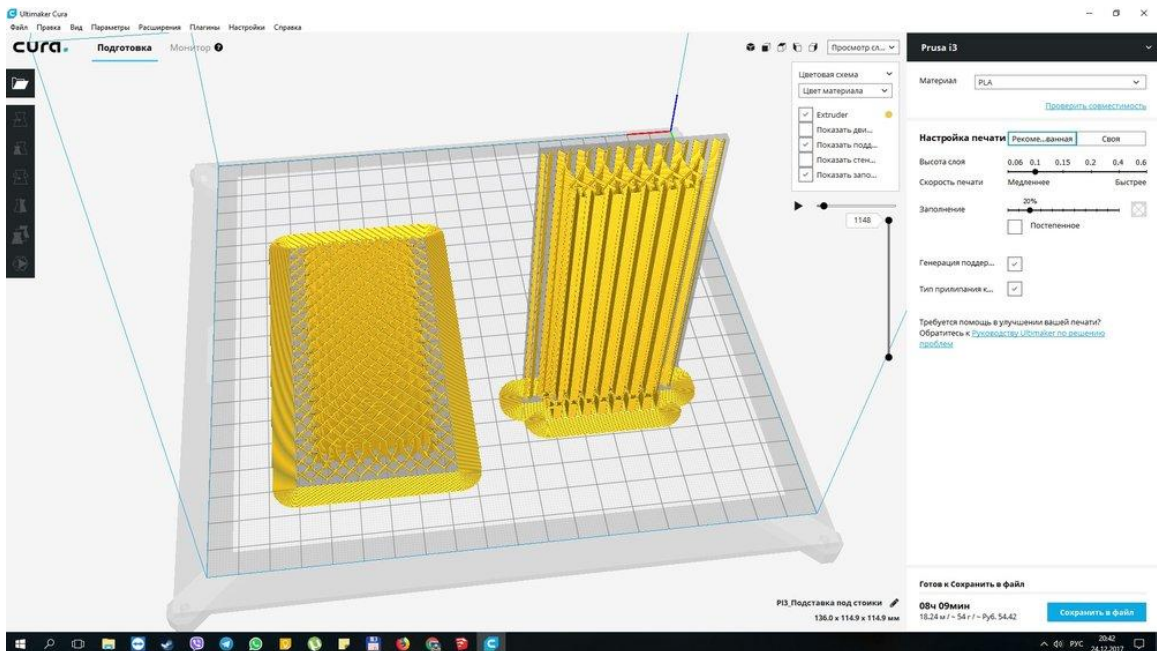 Ultimaker Cura
Файл Правка Вид Параметры Расширения Плагины Настройки Справка
cura.
Подготовка
Монитор
Просмотр сл...
Prusa i3
Цветовая схема
Цвет материала
Extruder
Показать дви...
Показать подд...
Показать стен...
Показать запо...
1148
Материал
PLA
Проверить совместимость
Настройка печати
Рекоме...ванная
Своя
Высота слоя
0.06 0.1 0.15 0.2 0.4 0.6
Скорость печати
Медленнее
Быстрее
Заполнение
20%
Постепенное
Генерация поддер...
Тип прилипания к...
Требуется помощь в улучшении вашей печати?
Обратитесь к Руководству Ultimaker по решению
проблем
PI3_Подставка под стоики
136.0 x 114.9 x 114.9 мм
Готов к Сохранить в файл
08ч 09мин
18.24 м / ~ 54 г / ~ Руб. 54.42
Сохранить в файл
РУС
20:42
24.12.2017